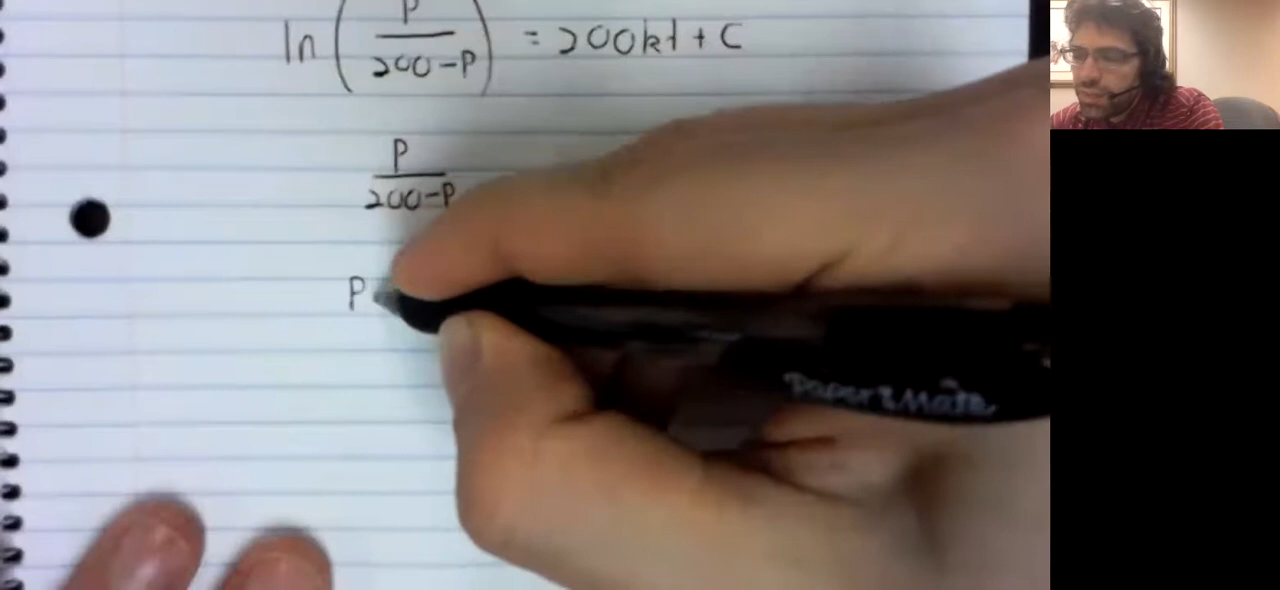 ln(P/(200-P)) = 200kt + C
P/(200-P)
P
Paper Mate